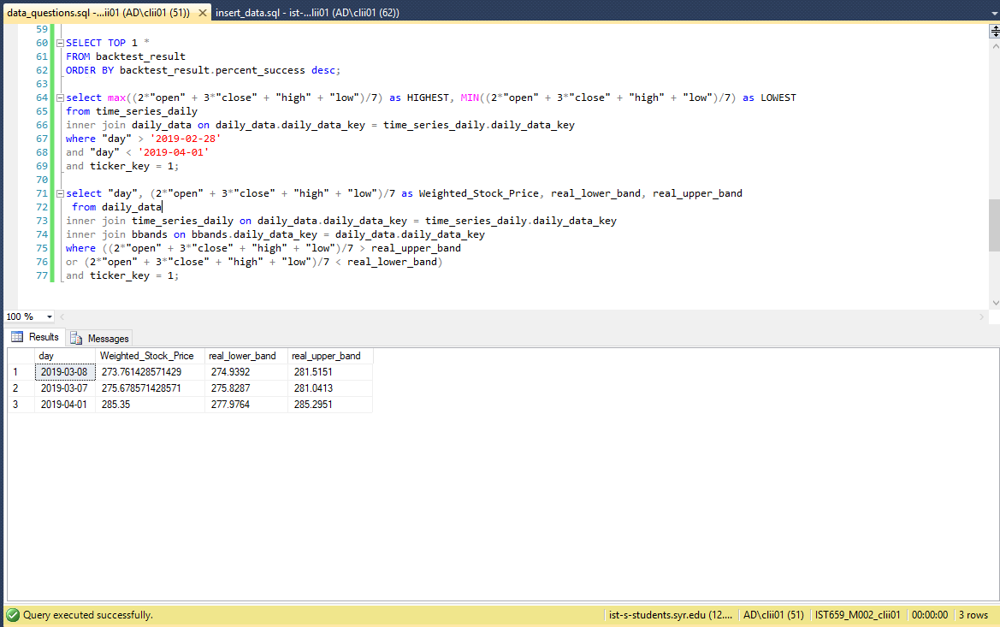 data_questions.sql -...ii01 (AD\clii01 (51)) insert_data.sql - ist-...lii01 (AD\clii01 (62))
59
60 SELECT TOP 1 *
61 FROM backtest_result
62 ORDER BY backtest_result.percent_success desc;
63
64 select max((2*"open" + 3*"close" + "high" + "low")/7) as HIGHEST, MIN((2*"open" + 3*"close" + "high" + "low")/7) as LOWEST
65 from time_series_daily
66 inner join daily_data on daily_data.daily_data_key = time_series_daily.daily_data_key
67 where "day" > '2019-02-28'
68 and "day" < '2019-04-01'
69 and ticker_key = 1;
70
71 select "day", (2*"open" + 3*"close" + "high" + "low")/7 as Weighted_Stock_Price, real_lower_band, real_upper_band
72 from daily_data
73 inner join time_series_daily on daily_data.daily_data_key = time_series_daily.daily_data_key
74 inner join bbands on bbands.daily_data_key = daily_data.daily_data_key
75 where ((2*"open" + 3*"close" + "high" + "low")/7 > real_upper_band
76 or (2*"open" + 3*"close" + "high" + "low")/7 < real_lower_band)
77 and ticker_key = 1;
100 %
Results Messages
day Weighted_Stock_Price real_lower_band real_upper_band
1 2019-03-08 273.761428571429 274.9392 281.5151
2 2019-03-07 275.678571428571 275.8287 281.0413
3 2019-04-01 285.35 277.9764 285.2951
Query executed successfully. ist-s-students.syr.edu (12.... AD\clii01 (51) IST659_M002_clii01 00:00:00 3 rows